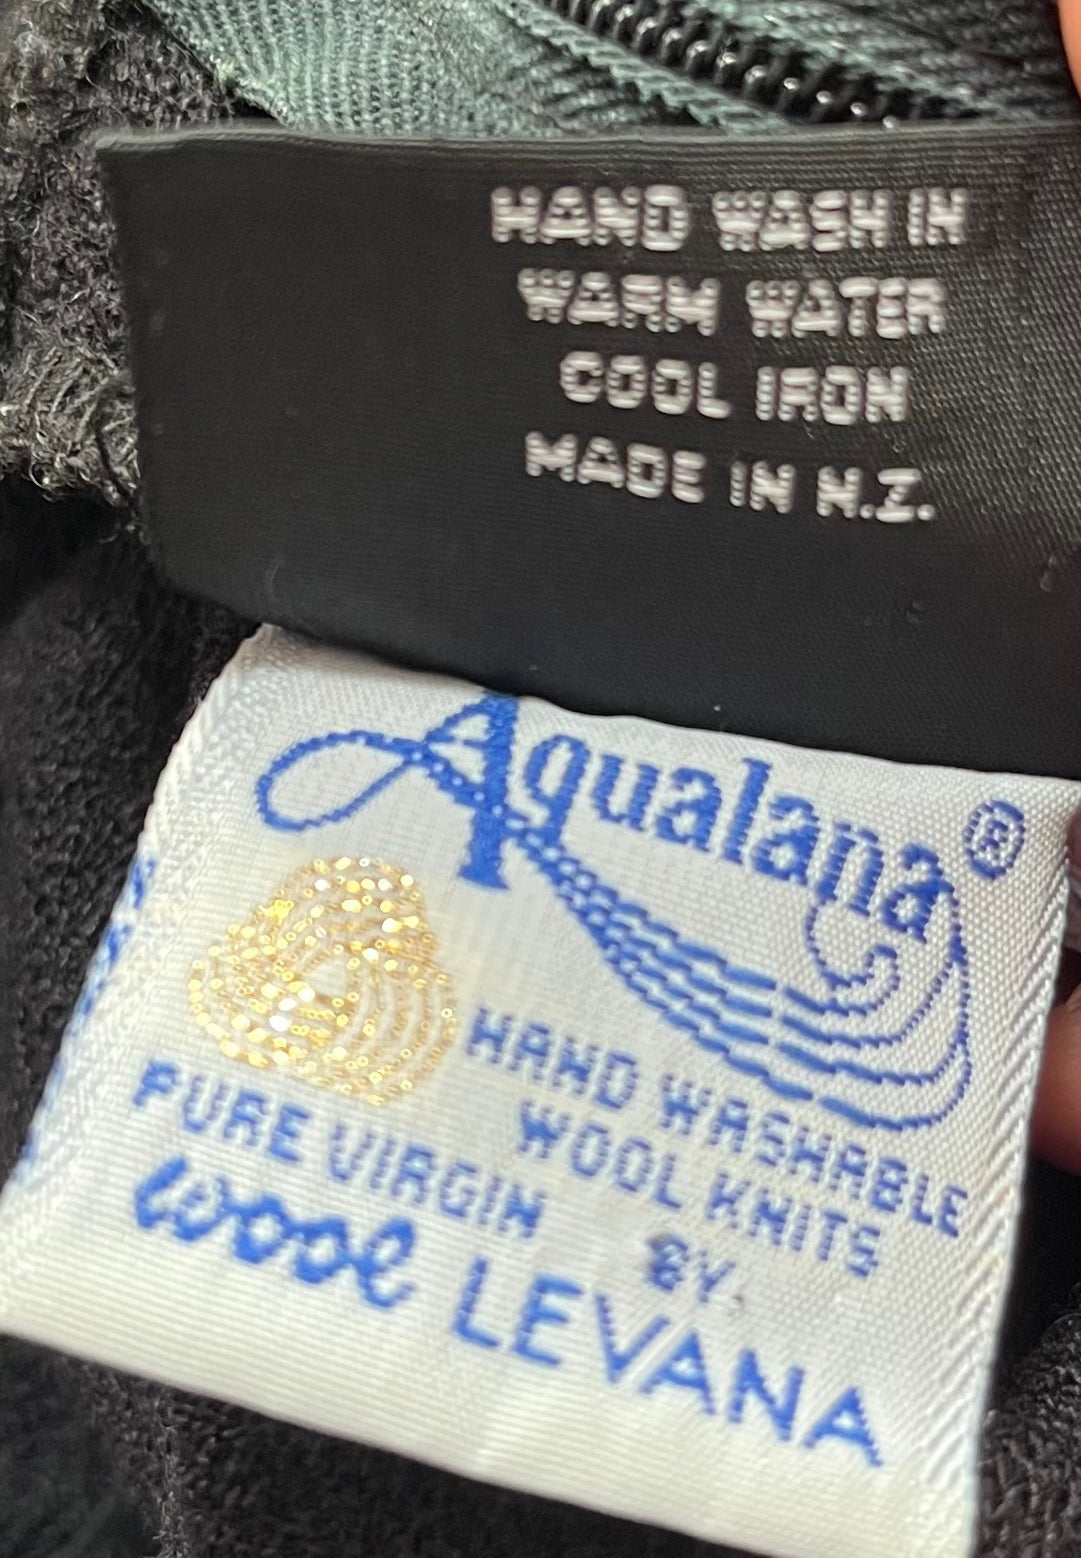 HAND WASH IN
WARM WATER
COOL IRON
MADE IN N.Z.
Aqualana®
HAND WASHABLE
WOOL KNITS
BY.
LEVANA
PURE VIRGIN
wool